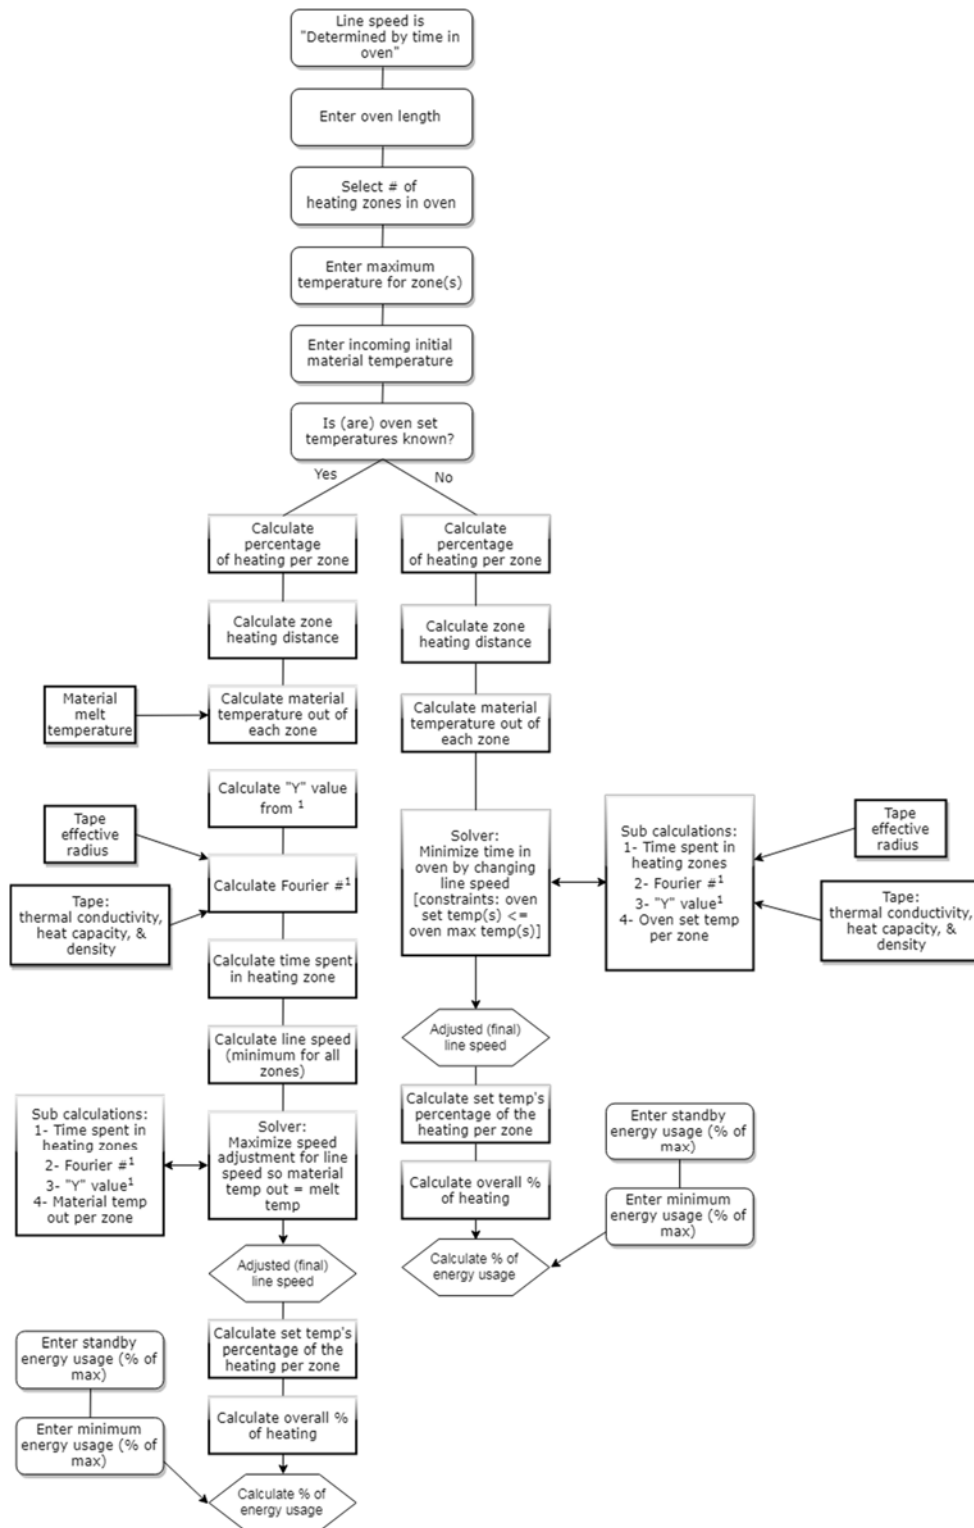 Line speed is
"Determined by time in
oven"
Enter oven length
Select # of
heating zones in oven
Enter maximum
temperature for zone(s)
Enter incoming initial
material temperature
Is (are) oven set
temperatures known?
Yes
No
Calculate
percentage
of heating per zone
Calculate zone
heating distance
Material
melt
temperature
Calculate material
temperature out of
each zone
Calculate "Y" value
from 1
Tape
effective
radius
Calculate Fourier #1
Tape:
thermal conductivity,
heat capacity, &
density
Calculate time spent
in heating zone
Calculate line speed
(minimum for all
zones)
Sub calculations:
1- Time spent in
heating zones
2- Fourier #1
3- "Y" value1
4- Material temp
out per zone
Solver:
Maximize speed
adjustment for line
speed so material
temp out = melt
temp
Adjusted (final)
line speed
Calculate set temp's
percentage of the
heating per zone
Enter standby
energy usage (% of
max)
Calculate overall %
of heating
Enter minimum
energy usage (% of
max)
Calculate % of
energy usage
Calculate
percentage
of heating per zone
Calculate zone
heating distance
Calculate material
temperature out of
each zone
Solver:
Minimize time in
oven by changing
line speed
[constraints: oven
set temp(s) <=
oven max temp(s)]
Sub calculations:
1- Time spent in
heating zones
2- Fourier #1
3- "Y" value1
4- Oven set temp
per zone
Tape
effective
radius
Tape:
thermal conductivity,
heat capacity, &
density
Adjusted (final)
line speed
Calculate set temp's
percentage of the
heating per zone
Calculate overall %
of heating
Enter standby
energy usage (% of
max)
Enter minimum
energy usage (% of
max)
Calculate % of
energy usage